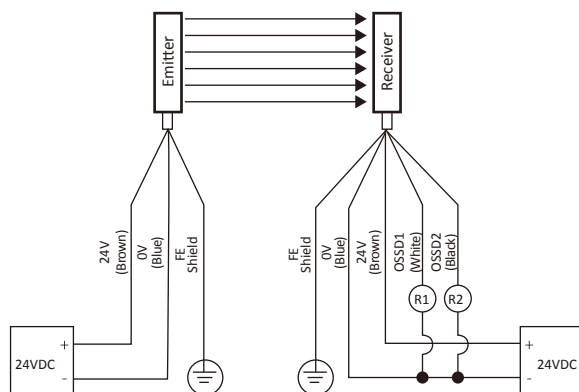 Emitter
Receiver
24V
(Brown)
0V
(Blue)
FE
Shield
FE
Shield
0V
(Blue)
24V
(Brown)
OSSD1
(White)
OSSD2
(Black)
R1
R2
24VDC
+
-
+
-
24VDC